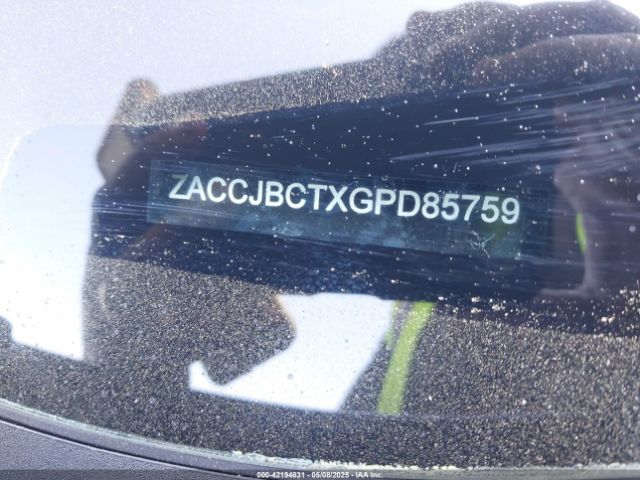 ZACCJBCTXGPD85759
000-42194831 - 05/08/2025 - IAA Inc.